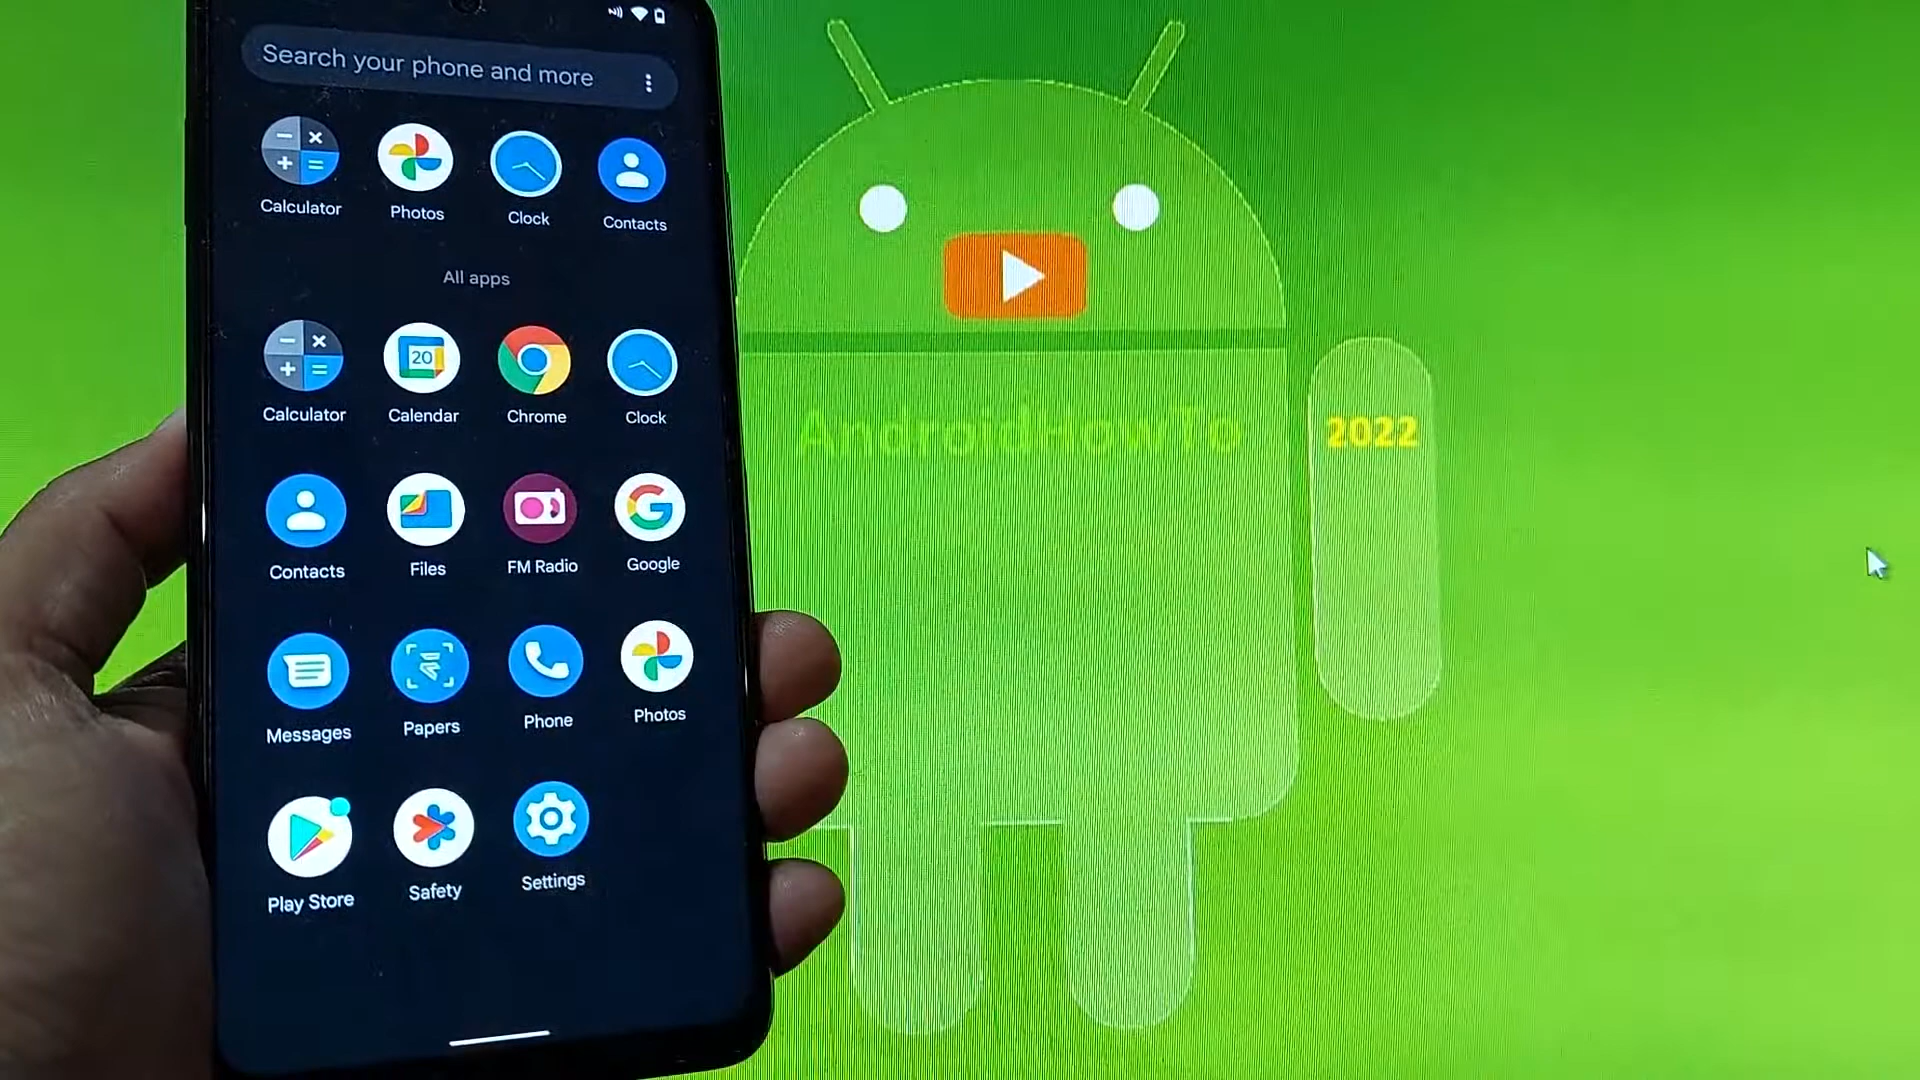 Search your phone and more
Calculator
Photos
Clock
Contacts
All apps
Calculator
Calendar
20
Chrome
Clock
Contacts
Files
FM Radio
Google
Messages
Papers
Phone
Photos
Play Store
Safety
Settings
AndroidHowTo
2022